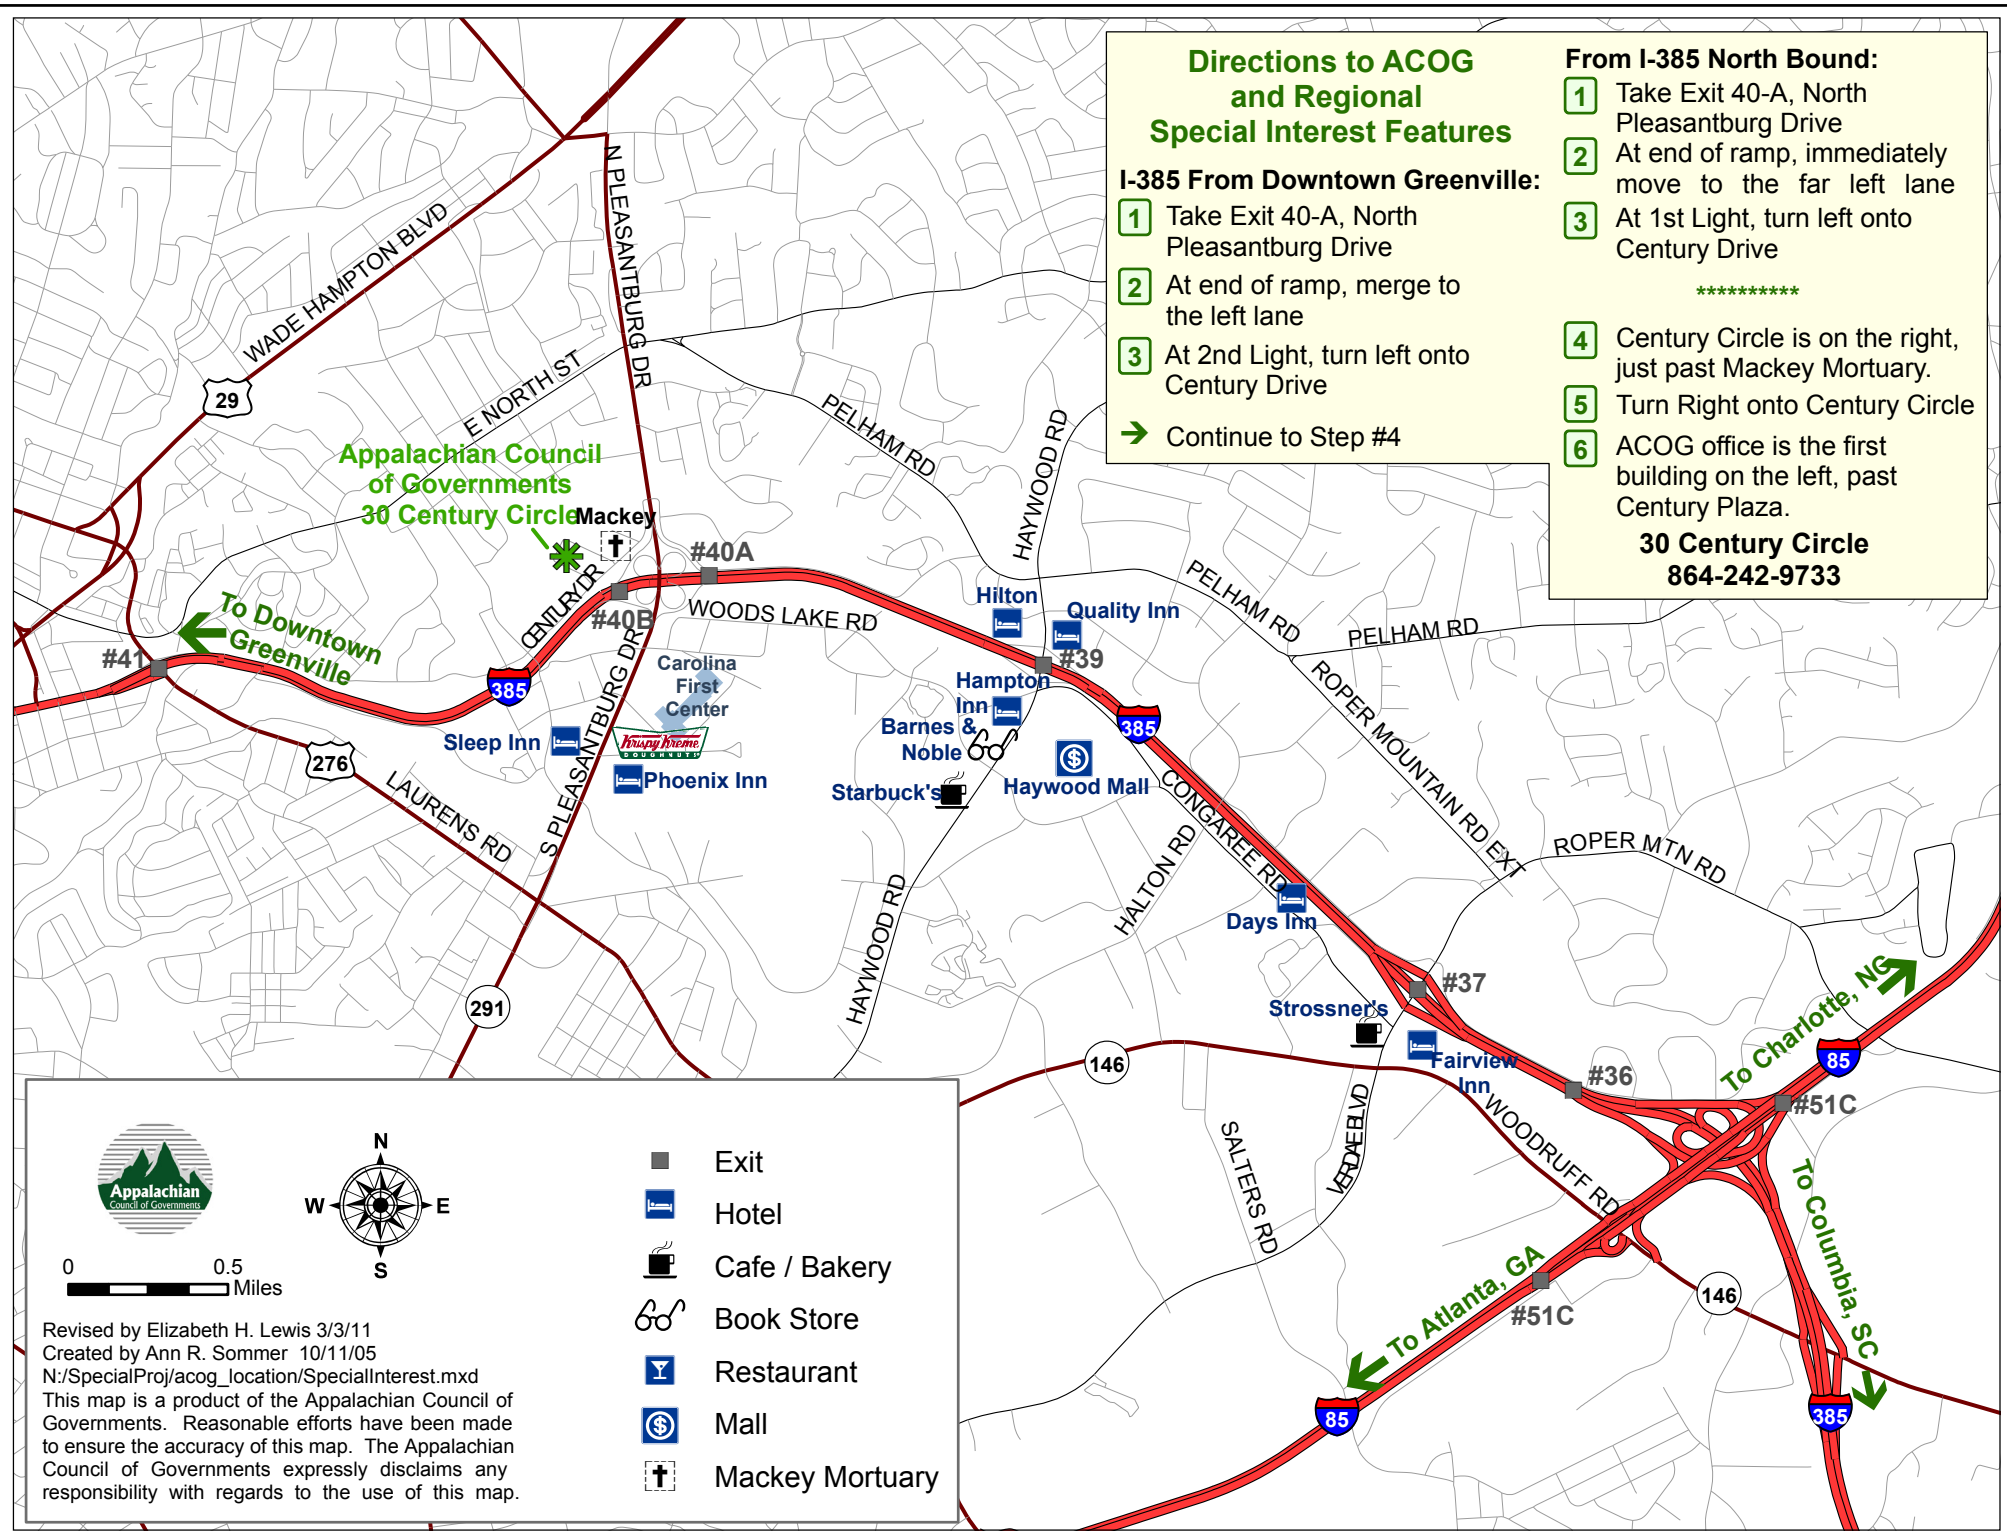 Directions to ACOG
and Regional
Special Interest Features
I-385 From Downtown Greenville:
1 Take Exit 40-A, North
Pleasantburg Drive
2 At end of ramp, merge to
the left lane
3 At 2nd Light, turn left onto
Century Drive
Continue to Step #4
From I-385 North Bound:
1 Take Exit 40-A, North
Pleasantburg Drive
2 At end of ramp, immediately
move to the far left lane
3 At 1st Light, turn left onto
Century Drive
**********
4 Century Circle is on the right,
just past Mackey Mortuary.
5 Turn Right onto Century Circle
6 ACOG office is the first
building on the left, past
Century Plaza.
30 Century Circle
864-242-9733
N PLEASANTBURG DR
WADE HAMPTON BLVD
29
E NORTH ST
PELHAM RD
HAYWOOD RD
Appalachian Council
of Governments
30 Century Circle
Mackey
#40A
CENTURY DR
#40B
WOODS LAKE RD
Hilton
Quality Inn
PELHAM RD
PELHAM RD
To Downtown
Greenville
#41
385
#39
Carolina
First
Center
Hampton
Inn
Barnes &
Noble
385
ROPER MOUNTAIN RD EXT
Sleep Inn
Krispy Kreme
DOUGHNUTS
Phoenix Inn
276
LAURENS RD
S PLEASANTBURG DR
Starbuck's
Haywood Mall
CONGAREE RD
HALTON RD
ROPER MTN RD
HAYWOOD RD
Days Inn
291
#37
Strossner's
Fairview
Inn
146
#36
To Charlotte, NC
85
#51C
SALTERS RD
VERDAE BLVD
WOODRUFF RD
To Columbia, SC
To Atlanta, GA
#51C
146
85
385
Appalachian
Council of Governments
N
W E
S
0 0.5
Miles
Exit
Hotel
Cafe / Bakery
Book Store
Restaurant
Mall
Mackey Mortuary
Revised by Elizabeth H. Lewis 3/3/11
Created by Ann R. Sommer 10/11/05
N:/SpecialProj/acog_location/SpecialInterest.mxd
This map is a product of the Appalachian Council of
Governments. Reasonable efforts have been made
to ensure the accuracy of this map. The Appalachian
Council of Governments expressly disclaims any
responsibility with regards to the use of this map.